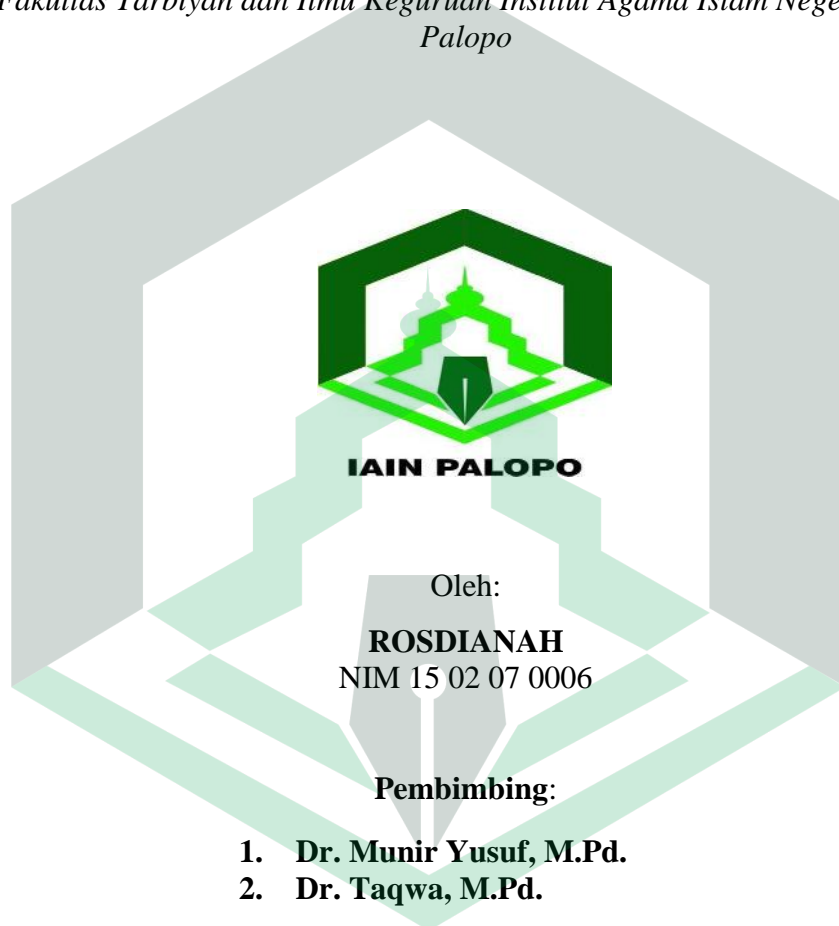 Fakultas Tarbiyah dan Ilmu Keguruan Institut Agama Islam
Palopo
IAIN PALOPO
Oleh:
ROSDIANAH
NIM 15 02 07 0006
Pembimbing:
1. Dr. Munir Yusuf, M.Pd.
2. Dr. Taqwa, M.Pd.